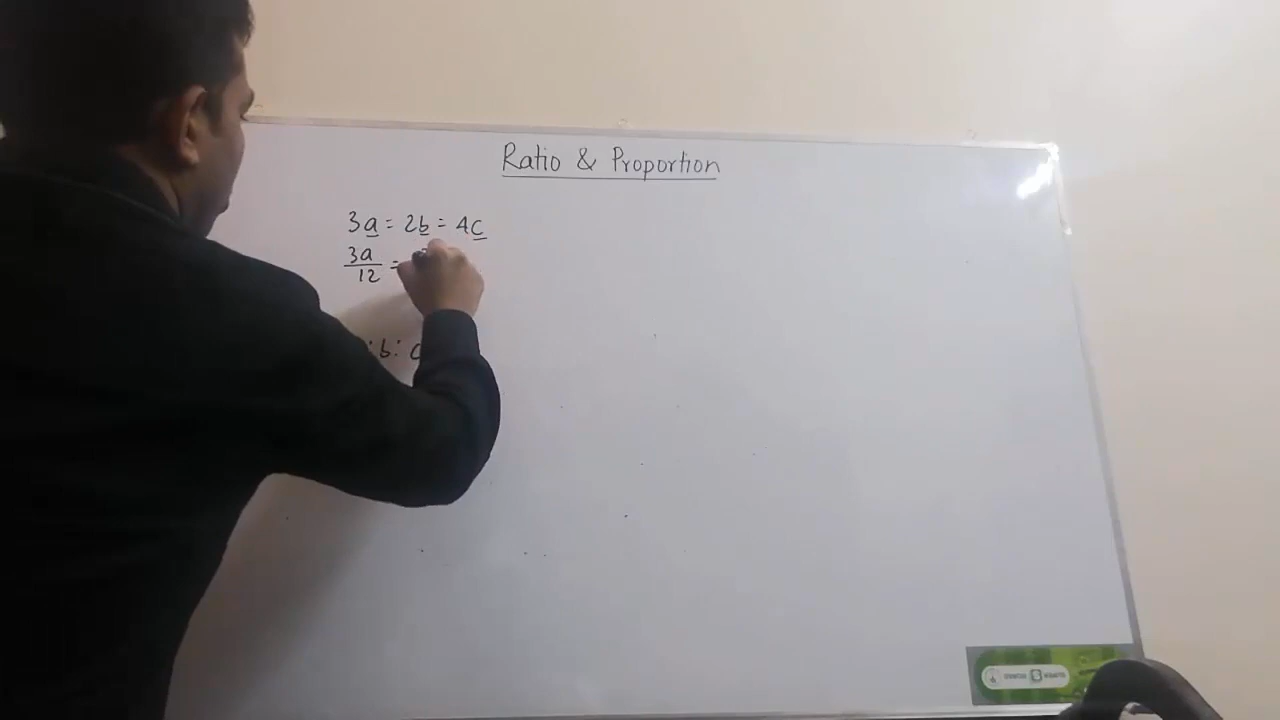 Ratio & Proportion
3a = 2b = 4c
3a/12 =
: b : c